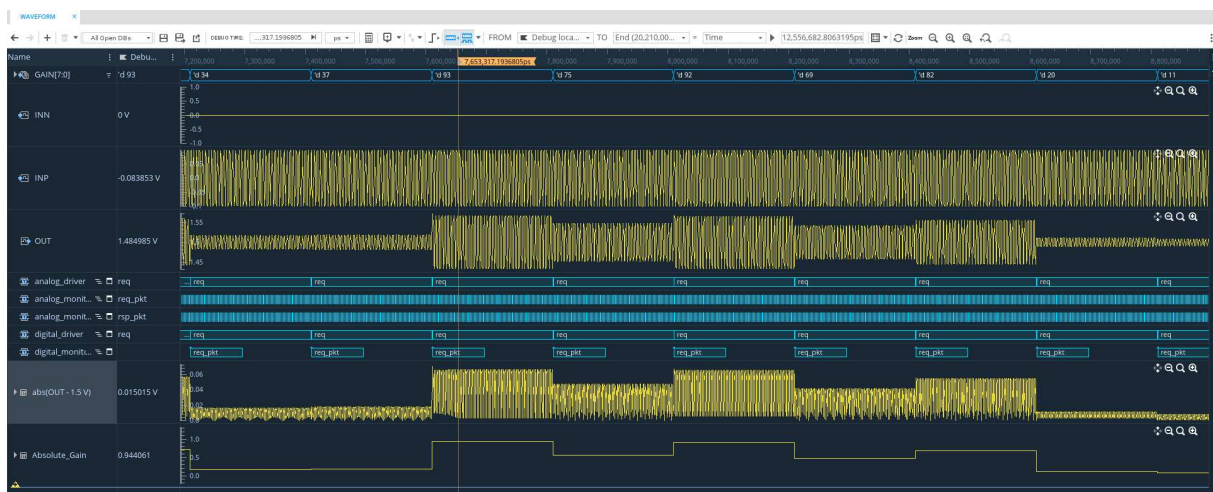 WAVEFORM ×
All Open DBs DEBUG TIME: ...,317.1936805 ps FROM Debug loca... TO End (20,210,00... = Time 12,556,682.8063195ps Zoom
Name Debu... 7,200,000 7,300,000 7,400,000 7,500,000 7,600,000 7,653,317.1936805ps 7,800,000 7,900,000 8,000,000 8,100,000 8,200,000 8,300,000 8,400,000 8,500,000 8,600,000 8,700,000 8,800,000
GAIN[7:0] 'd 93 'd 34 'd 37 'd 93 'd 75 'd 92 'd 69 'd 82 'd 20 'd 11
1.0
0.5
INN 0 V 0.0
-0.5
-1.0
INP -0.083853 V
1.55
OUT 1.484985 V
1.45
analog_driver req ... req req req req req req req req req
analog_monit... req_pkt
analog_monit... rsp_pkt
digital_driver req ... req req req req req req req req req
digital_monito... req_pkt req_pkt req_pkt req_pkt req_pkt req_pkt req_pkt req_pkt req_pkt
0.06
0.04
abs(OUT - 1.5 V) 0.015015 V
0.02
0.0
1.0
Absolute_Gain 0.944061 0.5
0.0